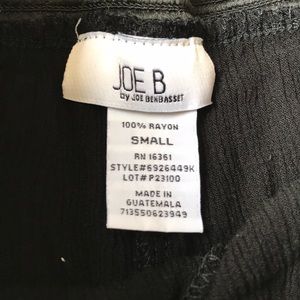 JOE B
by JOE BENBASSET
100% RAYON
SMALL
RN 16361
STYLE#6926449K
LOT#P23100
MADE IN
GUATEMALA
713550623949